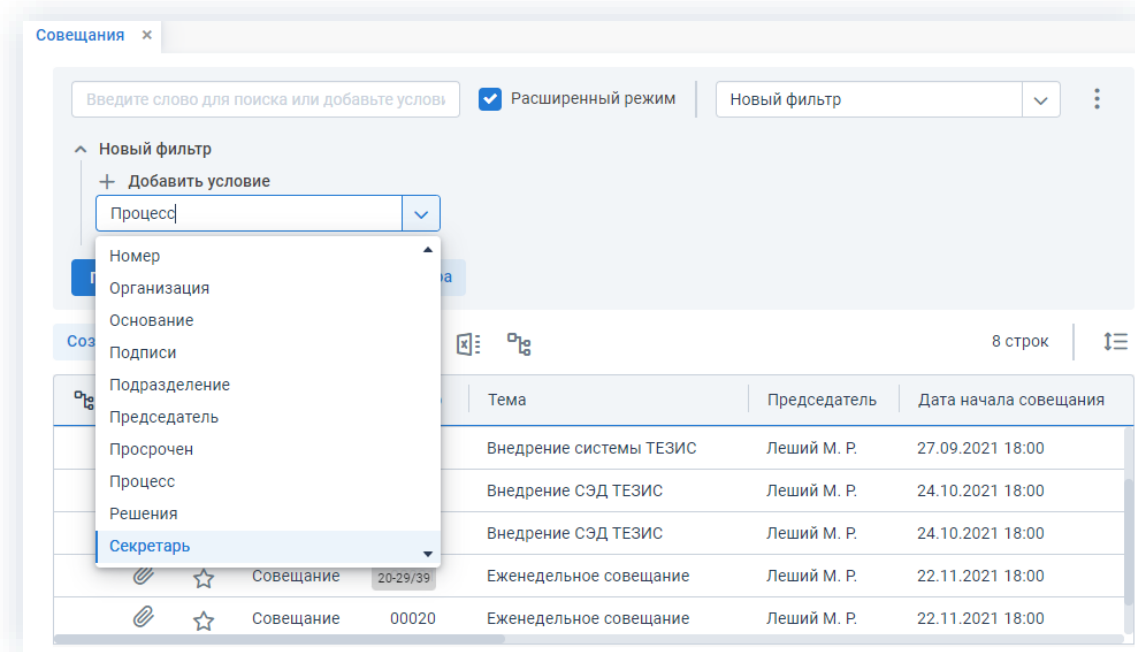 Совещания ×
Введите слово для поиска или добавьте услови
Расширенный режим
Новый фильтр
Новый фильтр
+ Добавить условие
Процесс
Номер
Организация
Основание
Подписи
Подразделение
Председатель
Просрочен
Процесс
Решения
Секретарь
8 строк
Тема Председатель Дата начала совещания
Внедрение системы ТЕЗИС Леший М. Р. 27.09.2021 18:00
Внедрение СЭД ТЕЗИС Леший М. Р. 24.10.2021 18:00
Внедрение СЭД ТЕЗИС Леший М. Р. 24.10.2021 18:00
Совещание 20-29/39 Еженедельное совещание Леший М. Р. 22.11.2021 18:00
Совещание 00020 Еженедельное совещание Леший М. Р. 22.11.2021 18:00